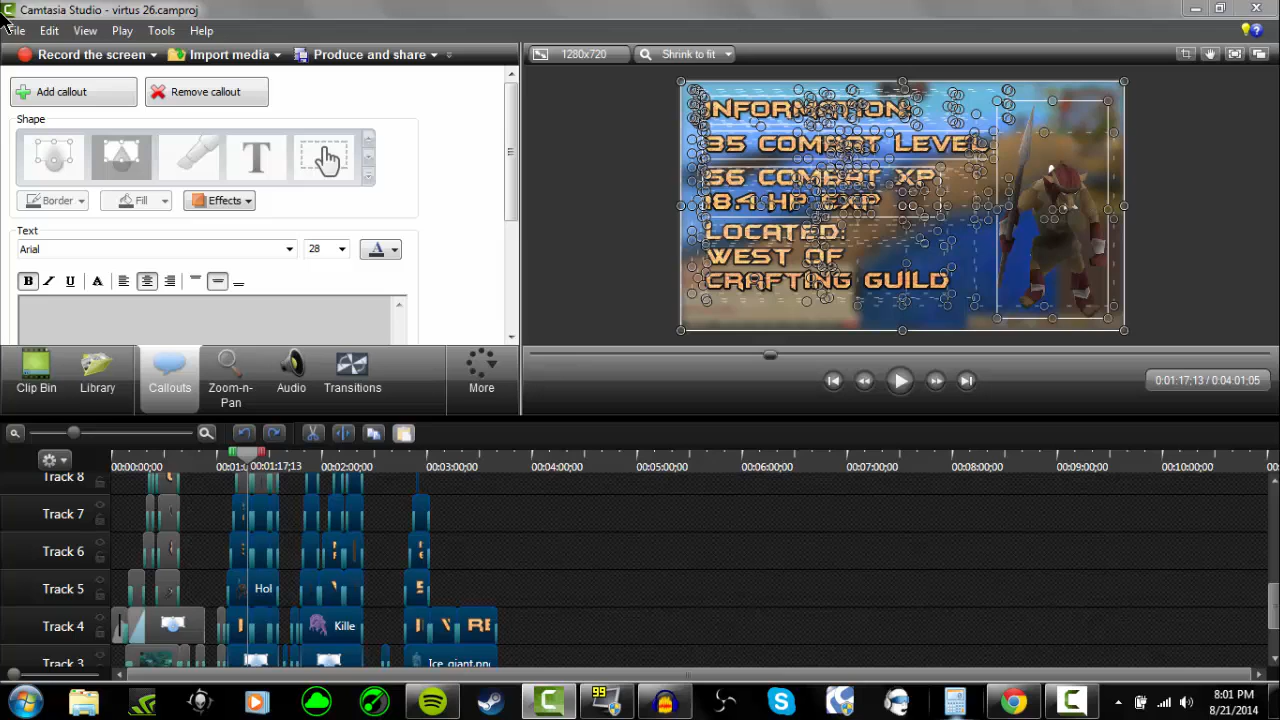 Camtasia Studio - virtus 26.camproj
File Edit View Play Tools Help
Record the screen Import media Produce and share
1280x720 Shrink to fit
Add callout Remove callout
Shape
T
Border Fill Effects
Text
Arial 28 A
B I U A
INFORMATION:
35 COMBAT LEVEL.
56 COMBAT XP.
18.4 HP EXP
LOCATED:
WEST OF
CRAFTING GUILD
Clip Bin Library Callouts Zoom-n-Pan Audio Transitions More
0:01:17;13 / 0:04:01;05
00:00:00;00 00:01: 00:01:17;13 00:02:00;00 00:03:00;00 00:04:00;00 00:05:00;00 00:06:00;00 00:07:00;00 00:08:00;00 00:09:00;00 00:10:00;00
Track 8
Track 7
Track 6
Track 5 Hol
Track 4 Kille RE
Track 3 Ice_giant.png
99
8:01 PM
8/21/2014